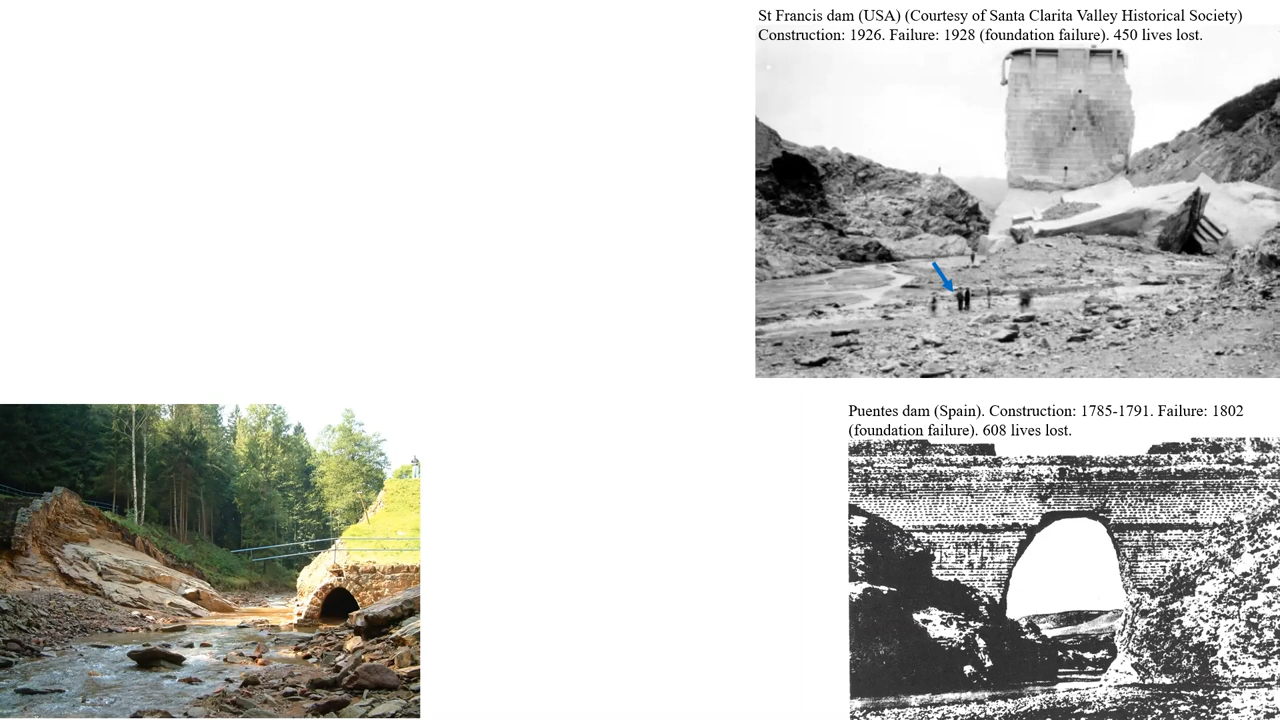 St Francis dam (USA) (Courtesy of Santa Clarita Valley Historical Society)
Construction: 1926. Failure: 1928 (foundation failure). 450 lives lost.
Puentes dam (Spain). Construction: 1785-1791. Failure: 1802
(foundation failure). 608 lives lost.